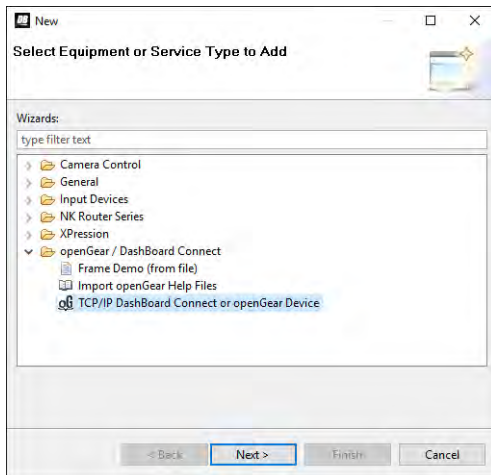 DB New
Select Equipment or Service Type to Add
Wizards:
type filter text
Camera Control
General
Input Devices
NK Router Series
XPression
openGear / DashBoard Connect
Frame Demo (from file)
Import openGear Help Files
oG TCP/IP DashBoard Connect or openGear Device
< Back Next > Finish Cancel